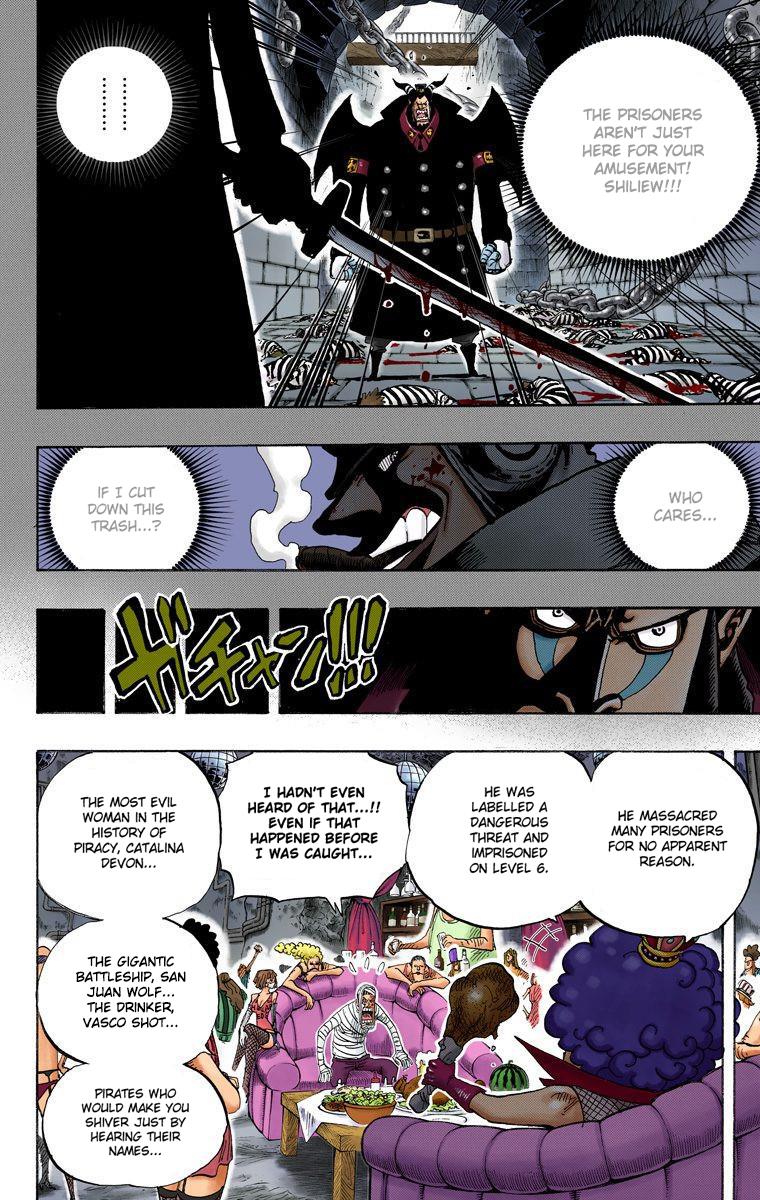 THE PRISONERS
AREN'T JUST
HERE FOR YOUR
AMUSEMENT!
SHILIEW!!!
......
......
WHO
CARES...
IF I CUT
DOWN THIS
TRASH...?
ガチャーン!!!
HE MASSACRED
MANY PRISONERS
FOR NO APPARENT
REASON.
HE WAS
LABELLED A
DANGEROUS
THREAT AND
IMPRISONED
ON LEVEL 6.
I HADN'T EVEN
HEARD OF THAT...!!
EVEN IF THAT
HAPPENED BEFORE
I WAS CAUGHT...
THE MOST EVIL
WOMAN IN THE
HISTORY OF
PIRACY, CATALINA
DEVON...
THE GIGANTIC
BATTLESHIP, SAN
JUAN WOLF...
THE DRINKER,
VASCO SHOT...
PIRATES WHO
WOULD MAKE YOU
SHIVER JUST BY
HEARING THEIR
NAMES...